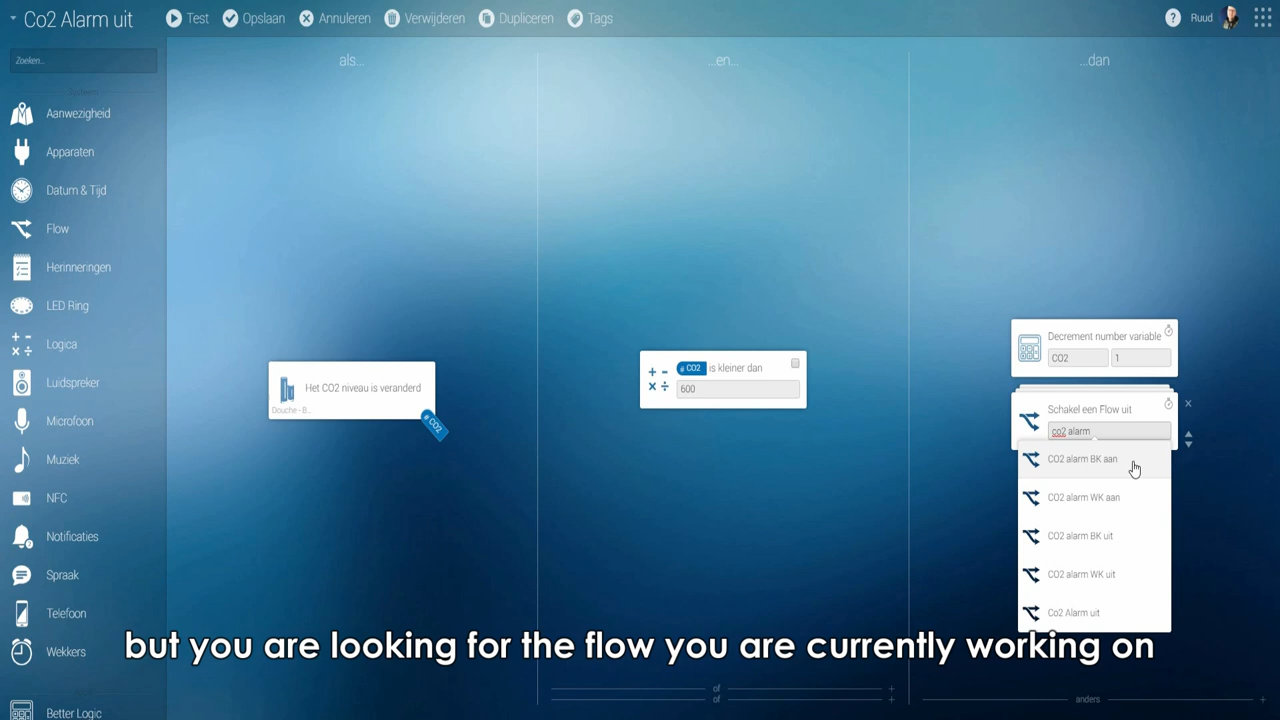 Co2 Alarm uit
Test
Opslaan
Annuleren
Verwijderen
Dupliceren
Tags
?
Ruud
Zoeken...
Aanwezigheid
Apparaten
Datum & Tijd
Flow
Herinneringen
LED Ring
Logica
Luidspreker
Microfoon
Muziek
NFC
Notificaties
Spraak
Telefoon
Wekkers
Better Logic
als...
Het CO2 niveau is veranderd
Douche - B...
# CO2
...en...
# CO2 is kleiner dan
600
...dan
Decrement number variable
CO2 1
Schakel een Flow uit
co2 alarm
CO2 alarm BK aan
CO2 alarm WK aan
CO2 alarm BK uit
CO2 alarm WK uit
Co2 Alarm uit
but you are looking for the flow you are currently working on
of
of
anders